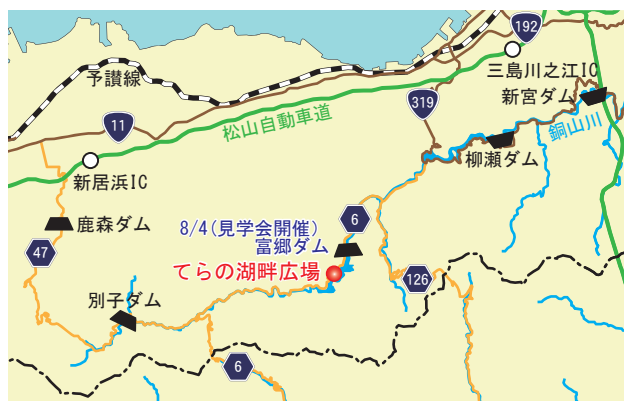 192
予讃線
三島川之江IC
新宮ダム
319
11
松山自動車道
銅山川
柳瀬ダム
新居浜IC
鹿森ダム
8/4(見学会開催)
6
富郷ダム
47
てらの湖畔広場
126
別子ダム
6